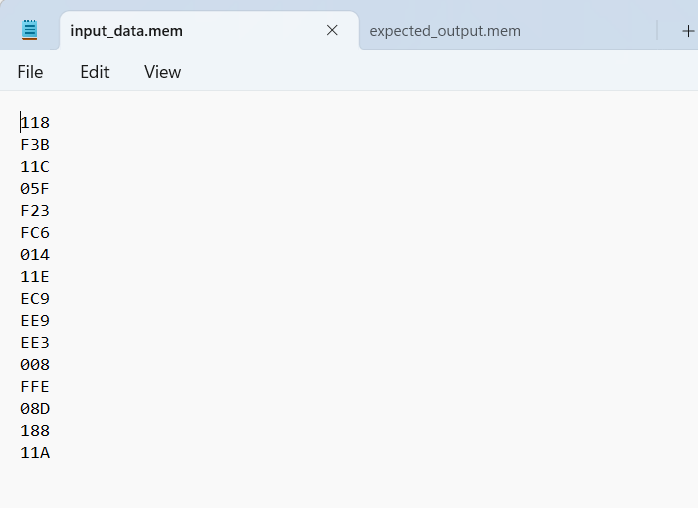 input_data.mem expected_output.mem
File Edit View
118
F3B
11C
05F
F23
FC6
014
11E
EC9
EE9
EE3
008
FFE
08D
188
11A